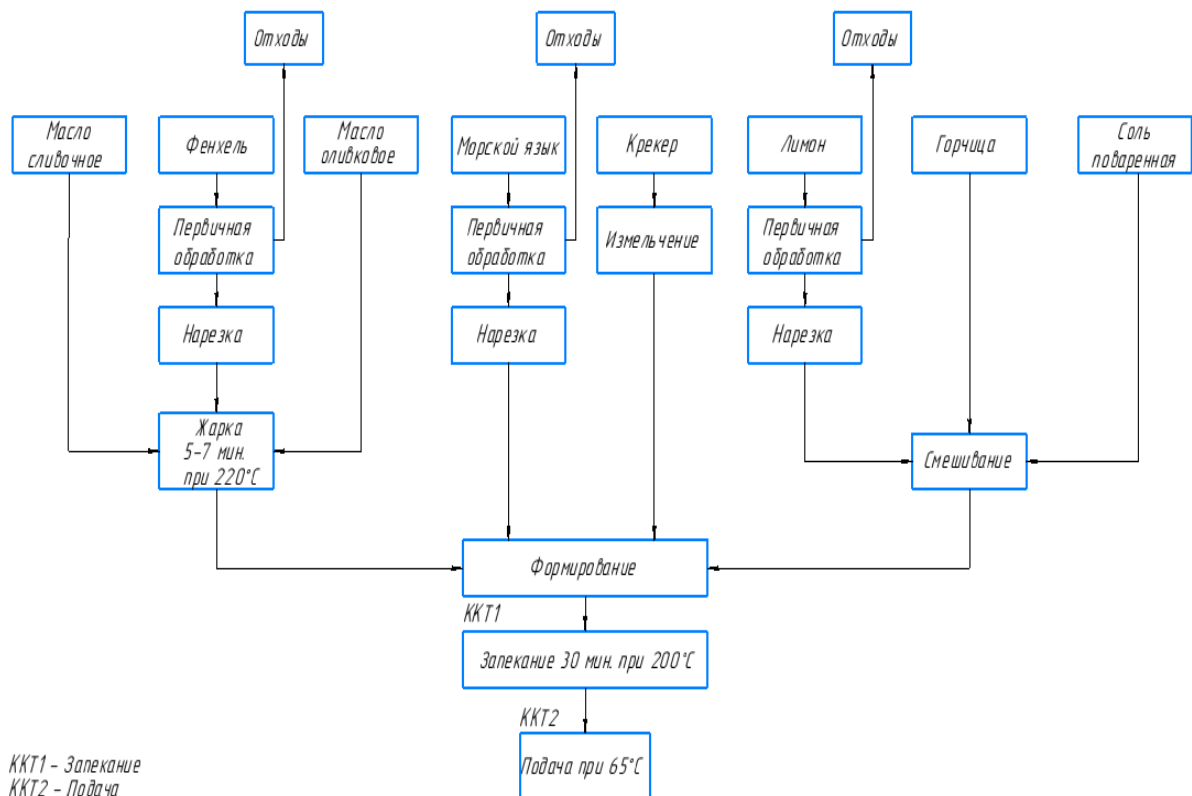 Отходы
Отходы
Отходы
Масло
сливочное
Фенхель
Масло
оливковое
Морской язык
Крекер
Лимон
Горчица
Соль
поваренная
Первичная
обработка
Первичная
обработка
Измельчение
Первичная
обработка
Нарезка
Нарезка
Нарезка
Жарка
5-7 мин.
при 220°С
Смешивание
Формирование
ККТ1
Запекание 30 мин. при 200°С
ККТ2
Подача при 65°С
ККТ1 - Запекание
ККТ2 - Подача